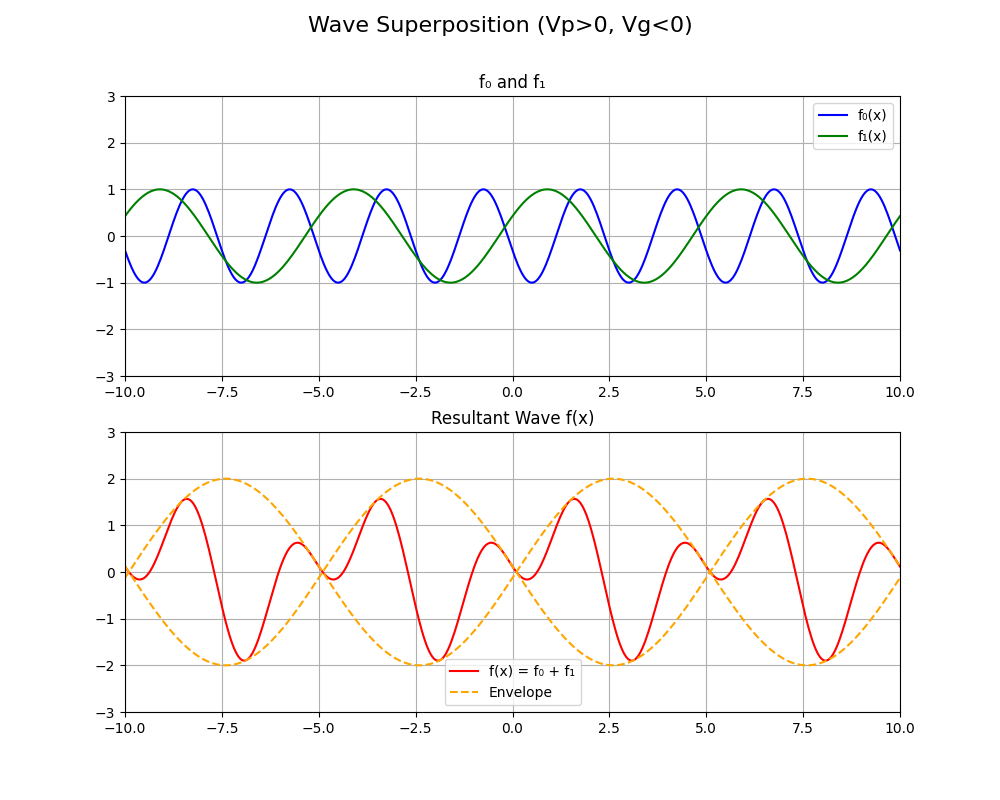 Wave Superposition (Vp>0, Vg<0)
f₀ and f₁
3
2
1
0
−1
−2
−3
f₀(x)
f₁(x)
−10.0 −7.5 −5.0 −2.5 0.0 2.5 5.0 7.5 10.0
Resultant Wave f(x)
3
2
1
0
−1
−2
−3
f(x) = f₀ + f₁
Envelope
−10.0 −7.5 −5.0 −2.5 0.0 2.5 5.0 7.5 10.0